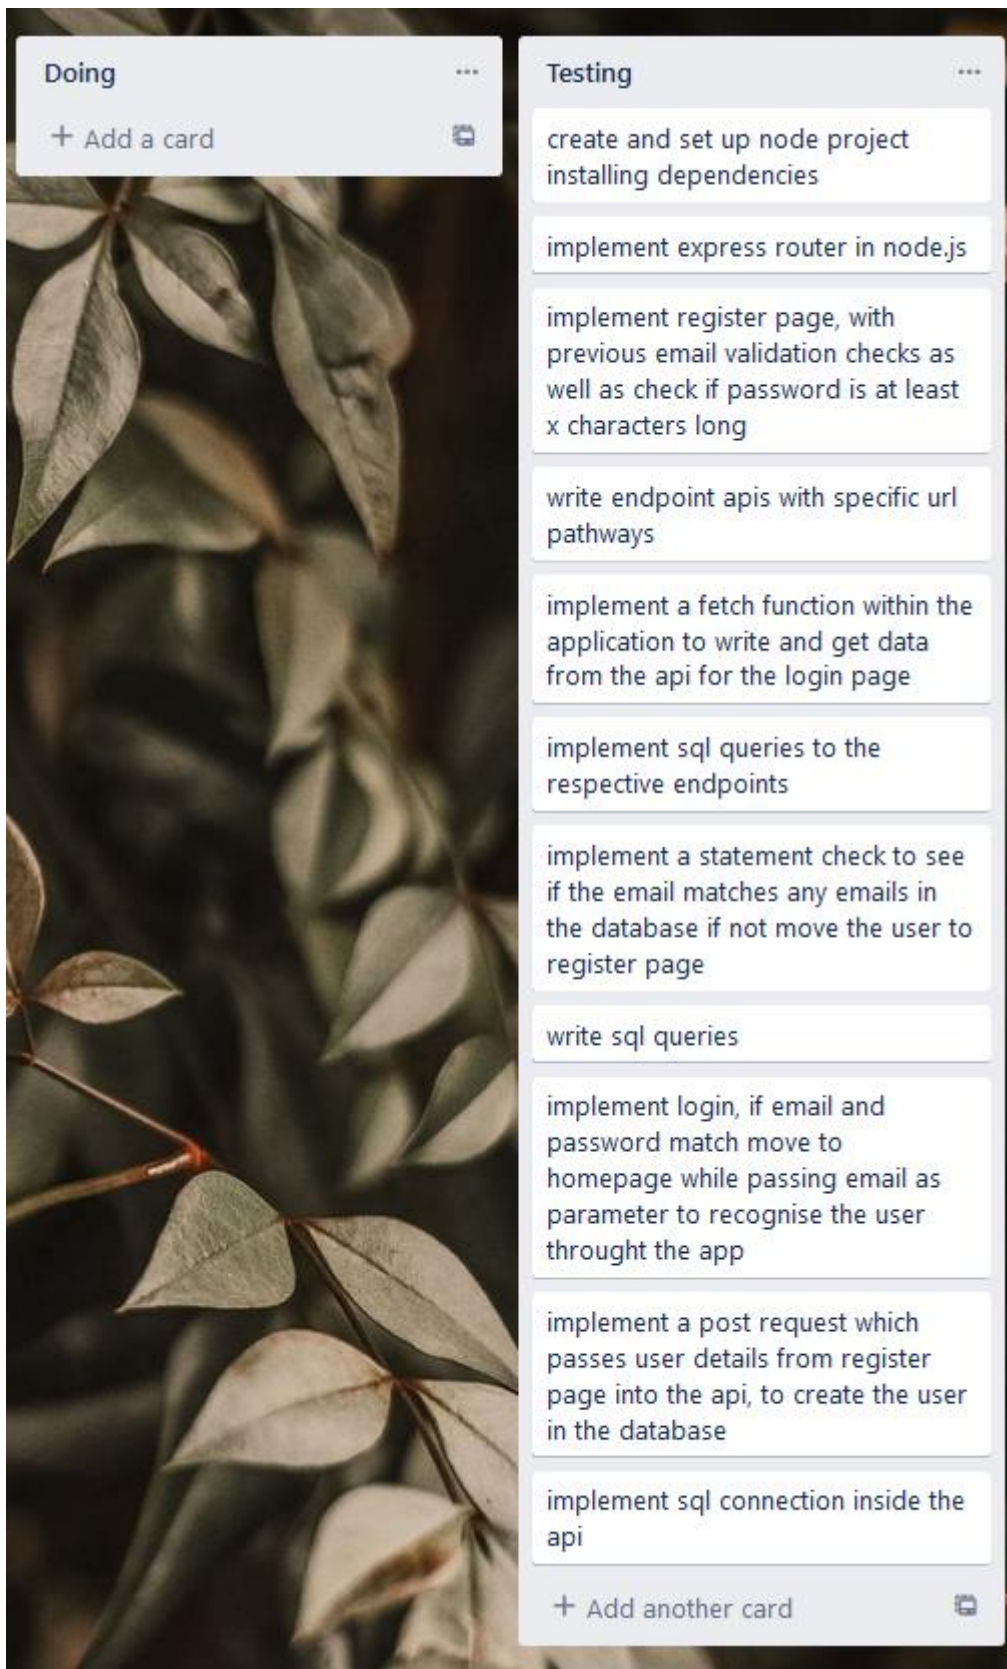 Doing
+ Add a card
Testing
create and set up node project
installing dependencies
implement express router in node.js
implement register page, with
previous email validation checks as
well as check if password is at least
x characters long
write endpoint apis with specific url
pathways
implement a fetch function within the
application to write and get data
from the api for the login page
implement sql queries to the
respective endpoints
implement a statement check to see
if the email matches any emails in
the database if not move the user to
register page
write sql queries
implement login, if email and
password match move to
homepage while passing email as
parameter to recognise the user
throught the app
implement a post request which
passes user details from register
page into the api, to create the user
in the database
implement sql connection inside the
api
+ Add another card